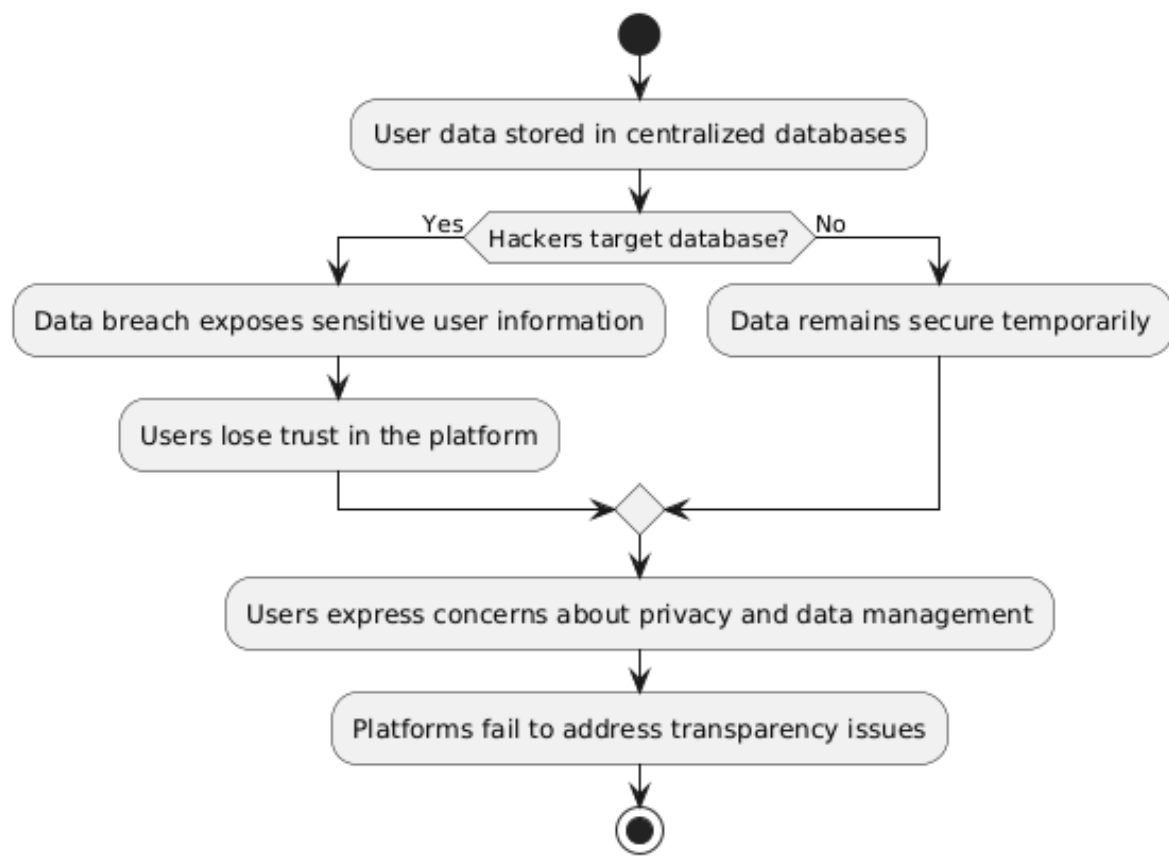 User data stored in centralized databases
Yes
Hackers target database?
No
Data breach exposes sensitive user information
Data remains secure temporarily
Users lose trust in the platform
Users express concerns about privacy and data management
Platforms fail to address transparency issues